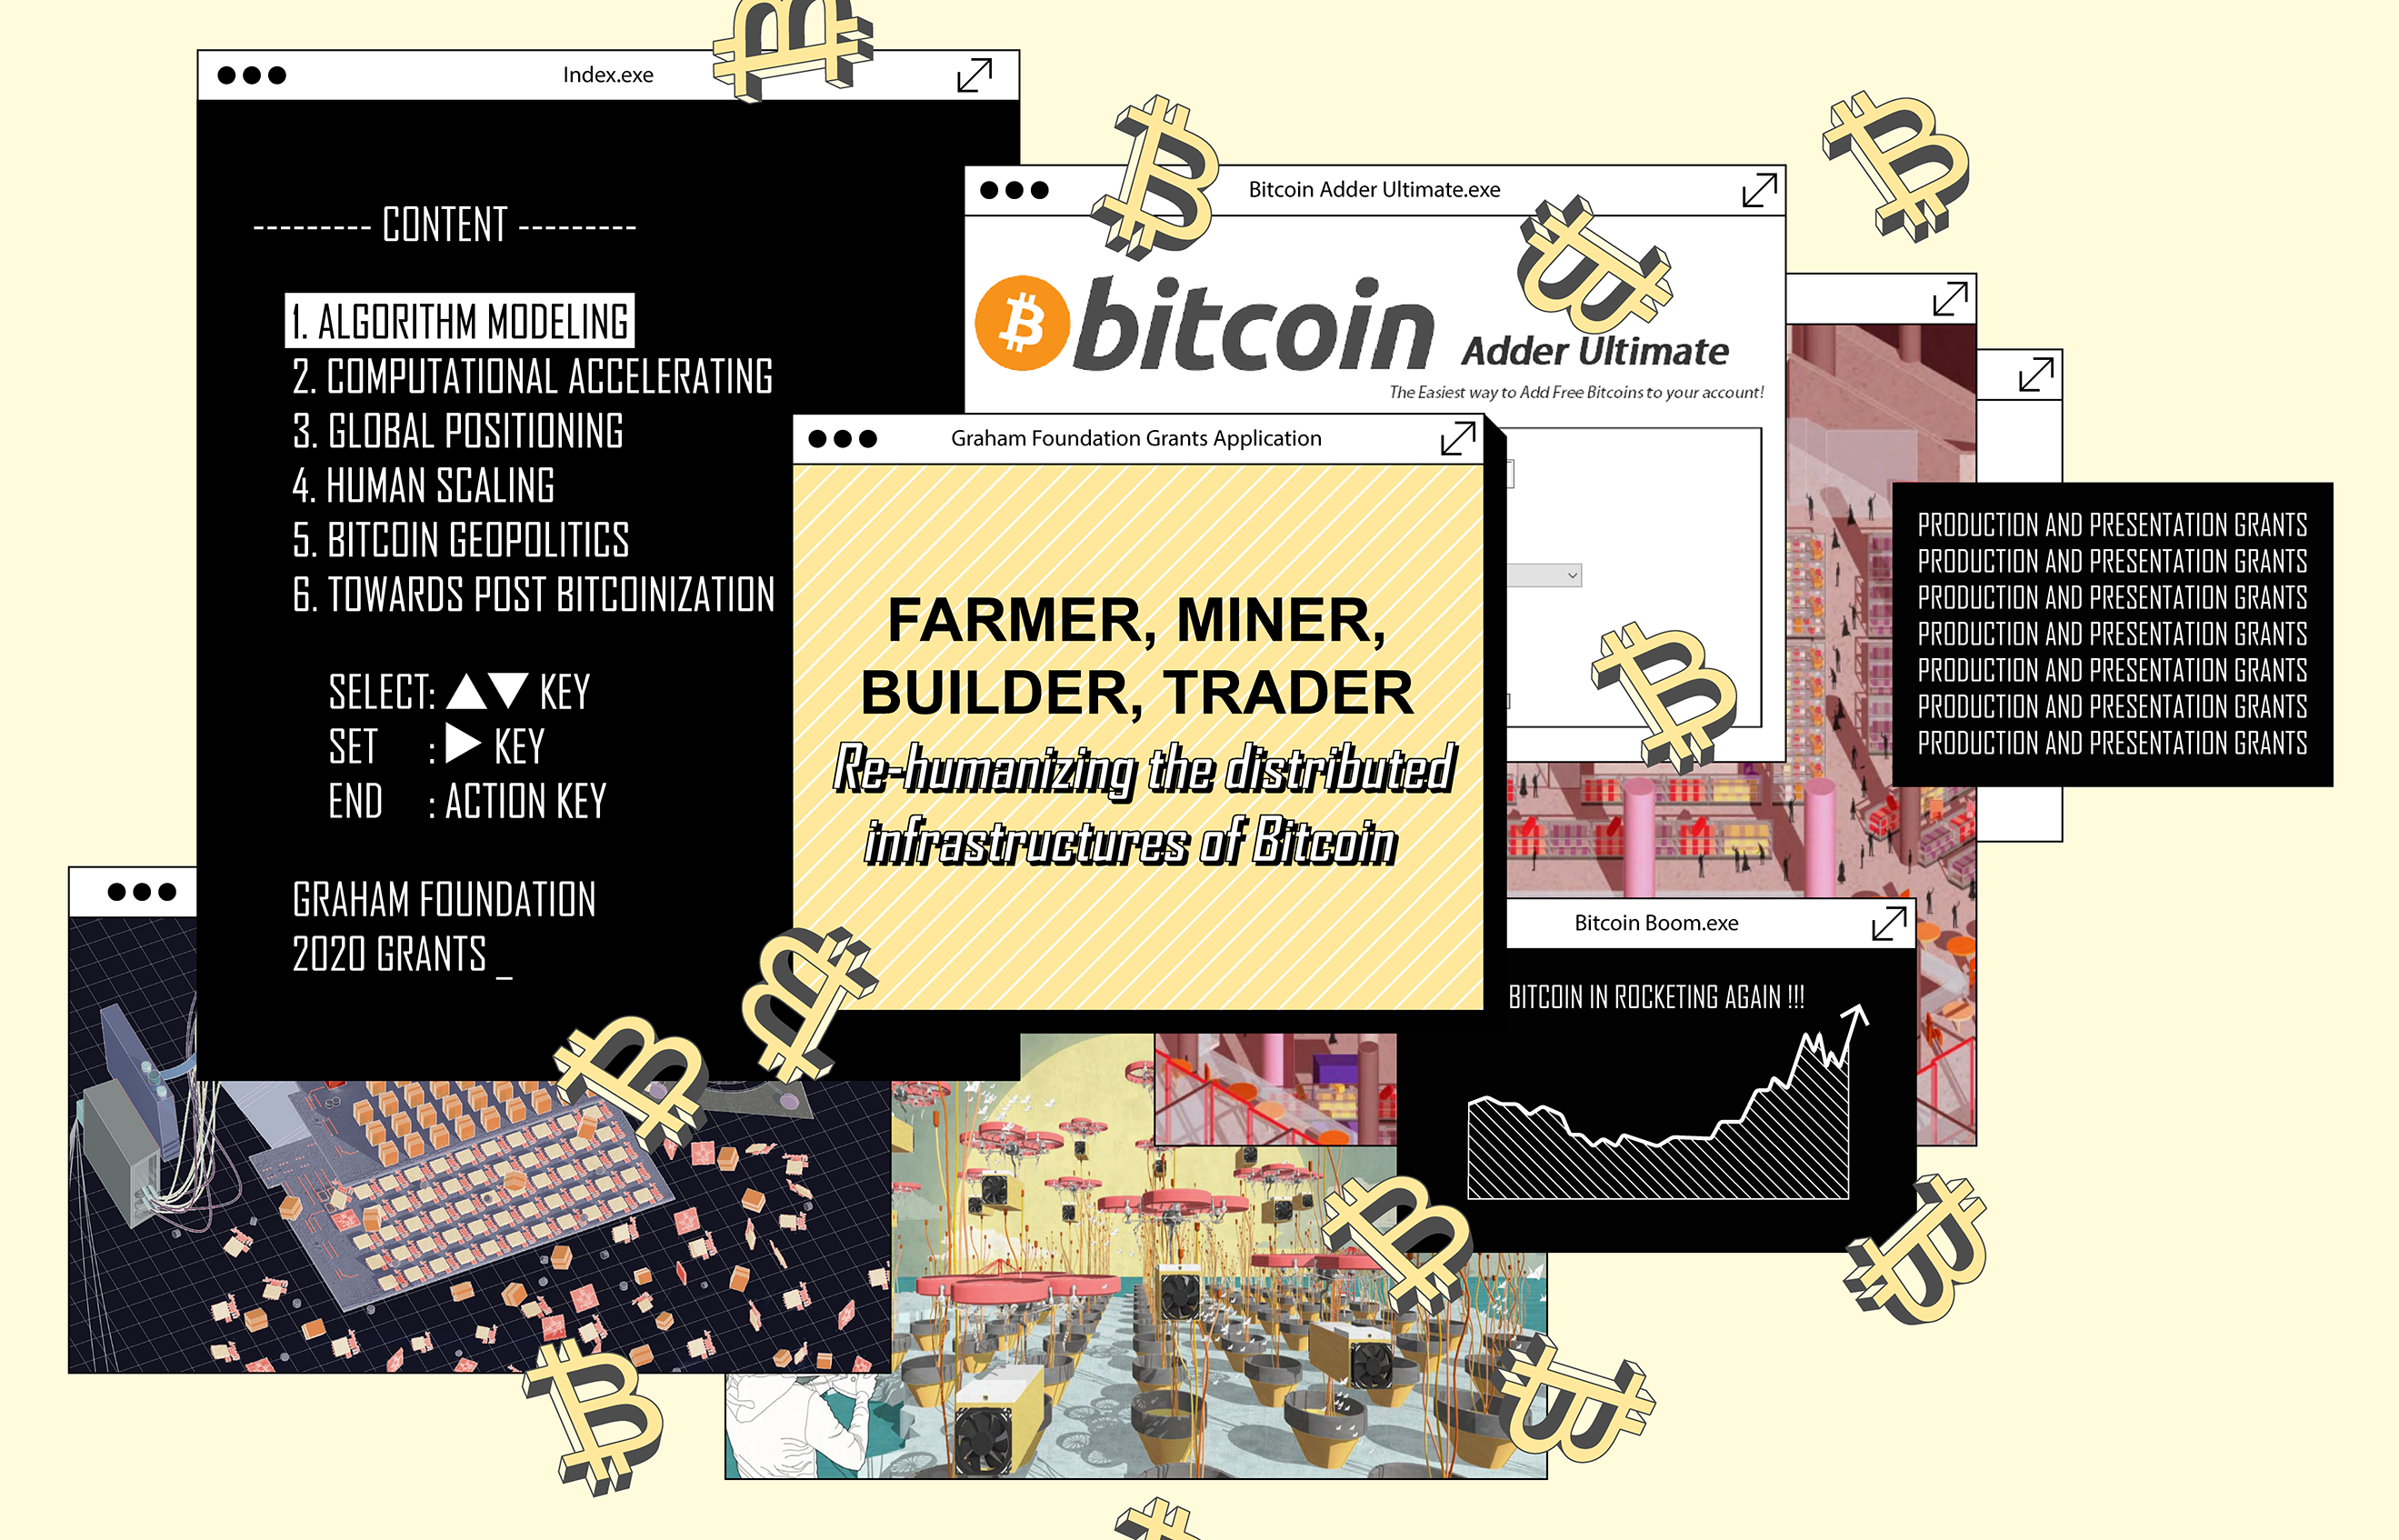 Index.exe
--------- CONTENT ---------
1. ALGORITHM MODELING
2. COMPUTATIONAL ACCELERATING
3. GLOBAL POSITIONING
4. HUMAN SCALING
5. BITCOIN GEOPOLITICS
6. TOWARDS POST BITCOINIZATION
SELECT: ▲▼ KEY
SET : ▶ KEY
END : ACTION KEY
GRAHAM FOUNDATION
2020 GRANTS _
Bitcoin Adder Ultimate.exe
bitcoin
Adder Ultimate
The Easiest way to Add Free Bitcoins to your account!
Graham Foundation Grants Application
FARMER, MINER,
BUILDER, TRADER
Re-humanizing the distributed
infrastructures of Bitcoin
PRODUCTION AND PRESENTATION GRANTS
PRODUCTION AND PRESENTATION GRANTS
PRODUCTION AND PRESENTATION GRANTS
PRODUCTION AND PRESENTATION GRANTS
PRODUCTION AND PRESENTATION GRANTS
PRODUCTION AND PRESENTATION GRANTS
PRODUCTION AND PRESENTATION GRANTS
Bitcoin Boom.exe
BITCOIN IN ROCKETING AGAIN !!!